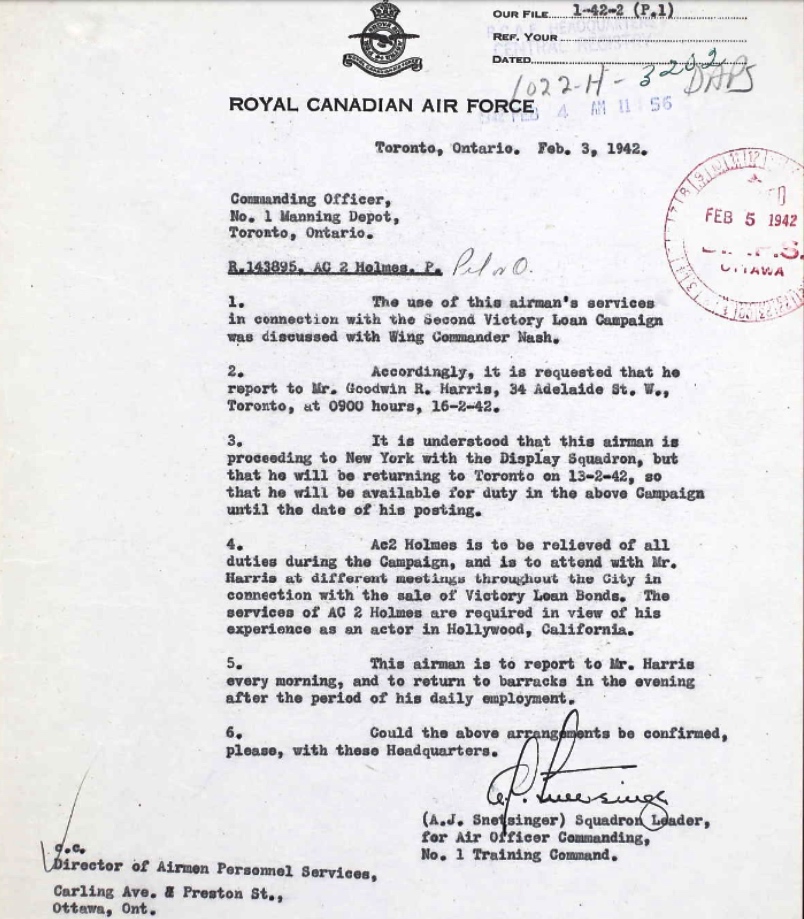 OUR FILE 1-42-2 (P.1)
REF. YOUR
DATED
R.C.A.F. HEADQUARTERS
CENTRAL REGISTRY
1022-H-3202
DAPS
ROYAL CANADIAN AIR FORCE
FEB 4 AM 11 56
Toronto, Ontario. Feb. 3, 1942.
FEB 5 1942
OTTAWA
Commanding Officer,
No. 1 Manning Depot,
Toronto, Ontario.
R.143895. AC 2 Holmes. P.
1. The use of this airman's services
in connection with the Second Victory Loan Campaign
was discussed with Wing Commander Nash.
2. Accordingly, it is requested that he
report to Mr. Goodwin R. Harris, 34 Adelaide St. W.,
Toronto, at 0900 hours, 16-2-42.
3. It is understood that this airman is
proceeding to New York with the Display Squadron, but
that he will be returning to Toronto on 13-2-42, so
that he will be available for duty in the above Campaign
until the date of his posting.
4. Ac2 Holmes is to be relieved of all
duties during the Campaign, and is to attend with Mr.
Harris at different meetings throughout the City in
connection with the sale of Victory Loan Bonds. The
services of AC 2 Holmes are required in view of his
experience as an actor in Hollywood, California.
5. This airman is to report to Mr. Harris
every morning, and to return to barracks in the evening
after the period of his daily employment.
6. Could the above arrangements be confirmed,
please, with these Headquarters.
(A.J. Snetsinger) Squadron Leader,
for Air Officer Commanding,
No. 1 Training Command.
c.c.
Director of Airmen Personnel Services,
Carling Ave. & Preston St.,
Ottawa, Ont.